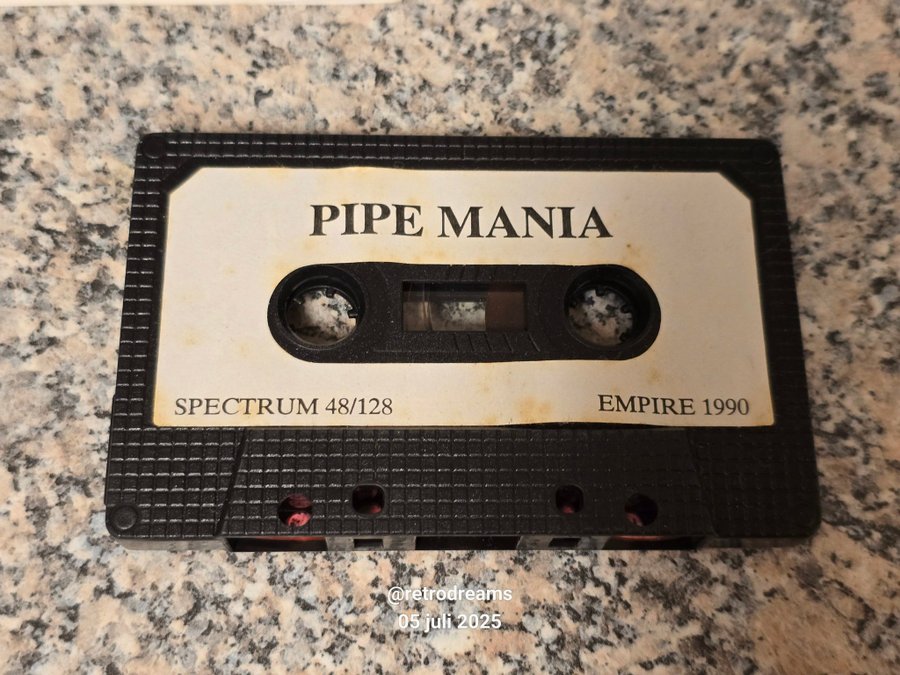 PIPE MANIA
SPECTRUM 48/128
EMPIRE 1990
@retrodreams
05 juli 2025